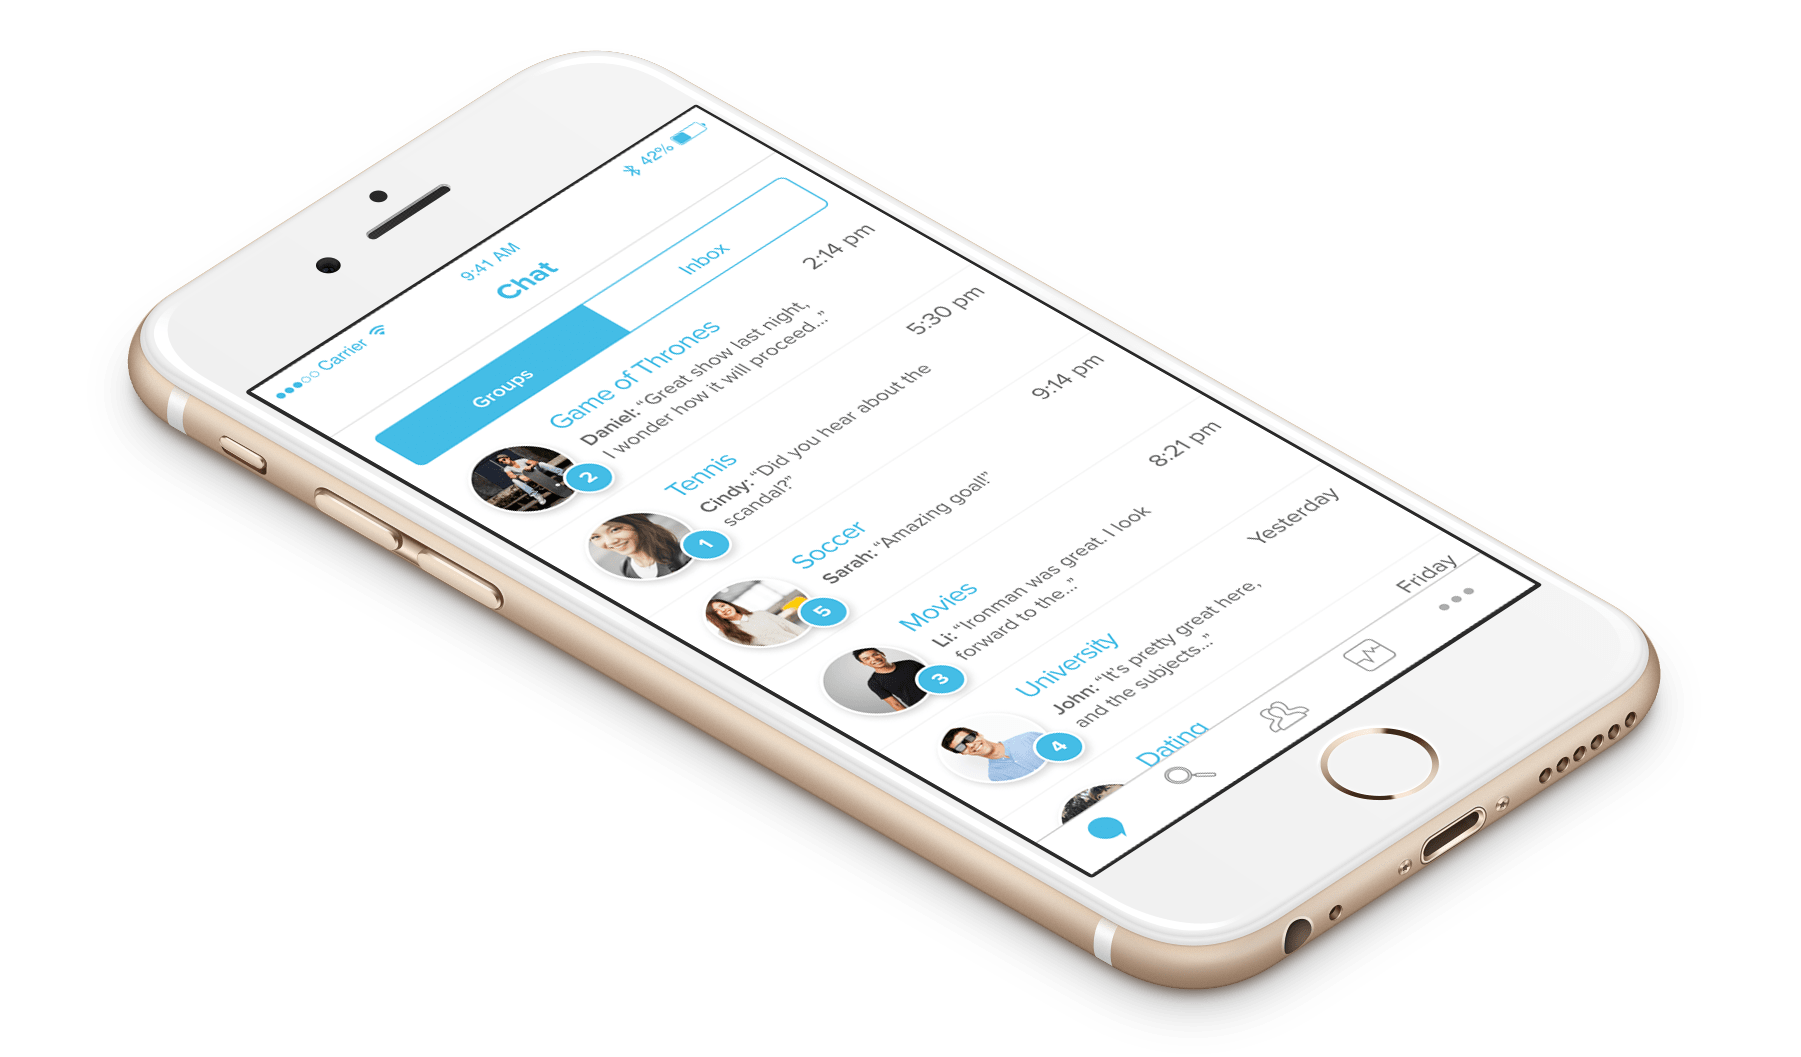 Carrier 9:41 AM 42%
Chat
Groups Inbox
Game of Thrones 2:14 pm
Daniel: “Great show last night,
I wonder how it will proceed...”
2
Tennis 5:30 pm
Cindy: “Did you hear about the
scandal?”
1
Soccer 9:14 pm
Sarah: “Amazing goal!”
5
Movies 8:21 pm
Li: “Ironman was great. I look
forward to the...”
3
University Yesterday
John: “It’s pretty great here,
and the subjects...”
4
Dating Friday